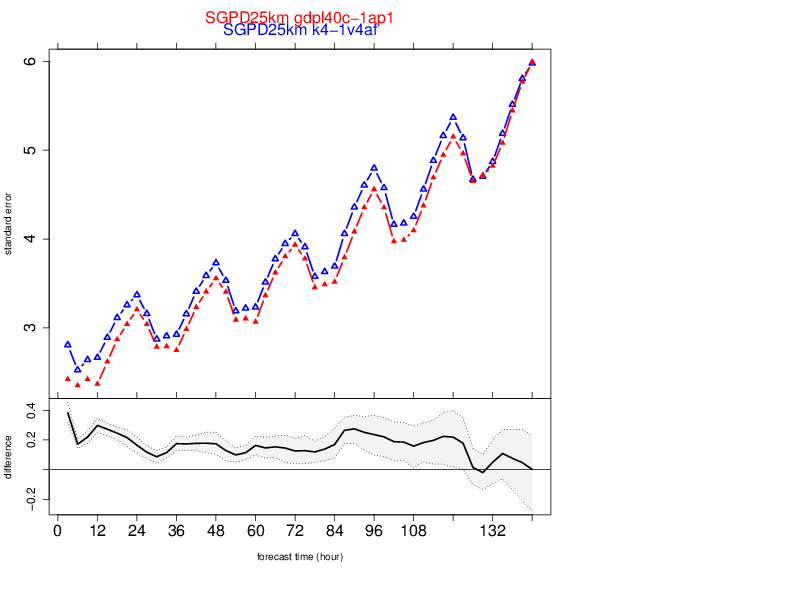 SGPD25km gdpl40c−1ap1
SGPD25km k4−1v4af
6
5
4
3
standard error
0.4
0.2
−0.2
difference
0 12 24 36 48 60 72 84 96 108 132
forecast time (hour)